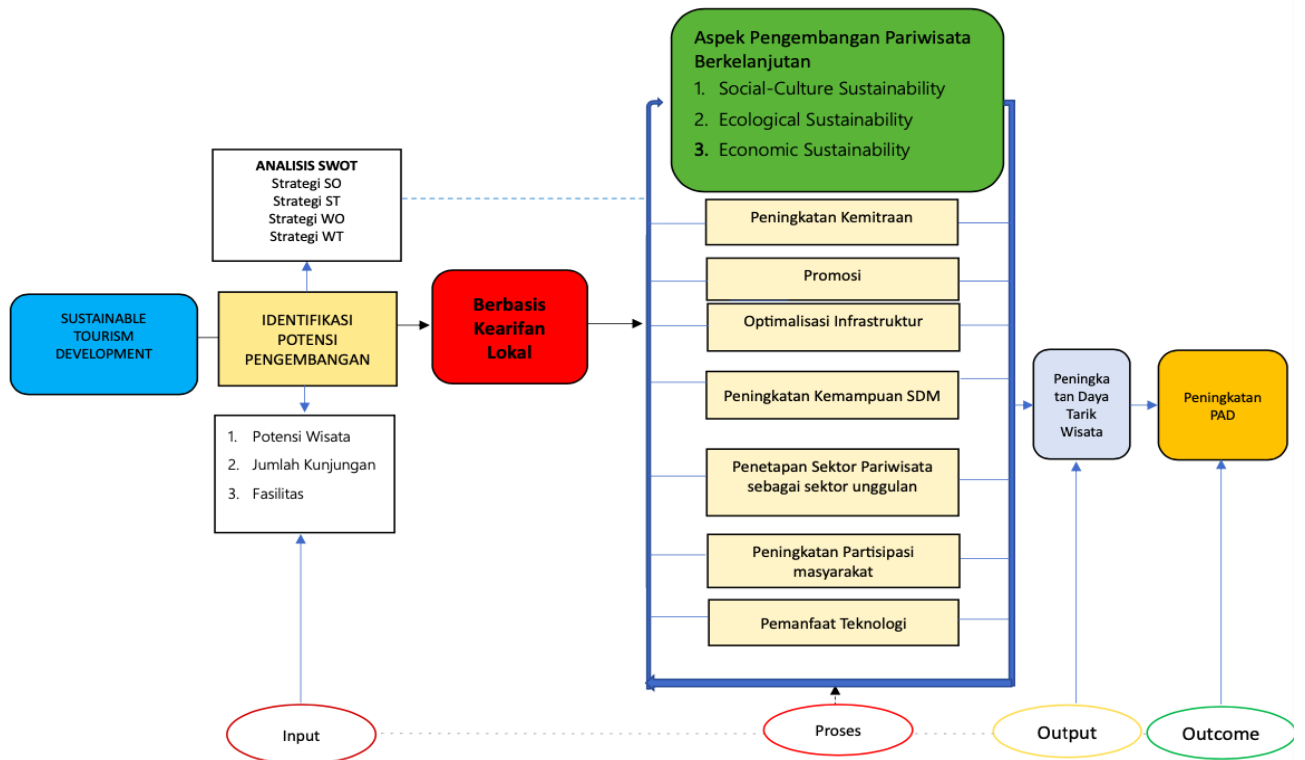 Aspek Pengembangan Pariwisata
Berkelanjutan
1. Social-Culture Sustainability
2. Ecological Sustainability
3. Economic Sustainability
ANALISIS SWOT
Strategi SO
Strategi ST
Strategi WO
Strategi WT
SUSTAINABLE
TOURISM
DEVELOPMENT
IDENTIFIKASI
POTENSI
PENGEMBANGAN
Berbasis
Kearifan
Lokal
1. Potensi Wisata
2. Jumlah Kunjungan
3. Fasilitas
Peningkatan Kemitraan
Promosi
Optimalisasi Infrastruktur
Peningkatan Kemampuan SDM
Penetapan Sektor Pariwisata
sebagai sektor unggulan
Peningkatan Partisipasi
masyarakat
Pemanfaat Teknologi
Peningka
tan Daya
Tarik
Wisata
Peningkatan
PAD
Input
Proses
Output
Outcome